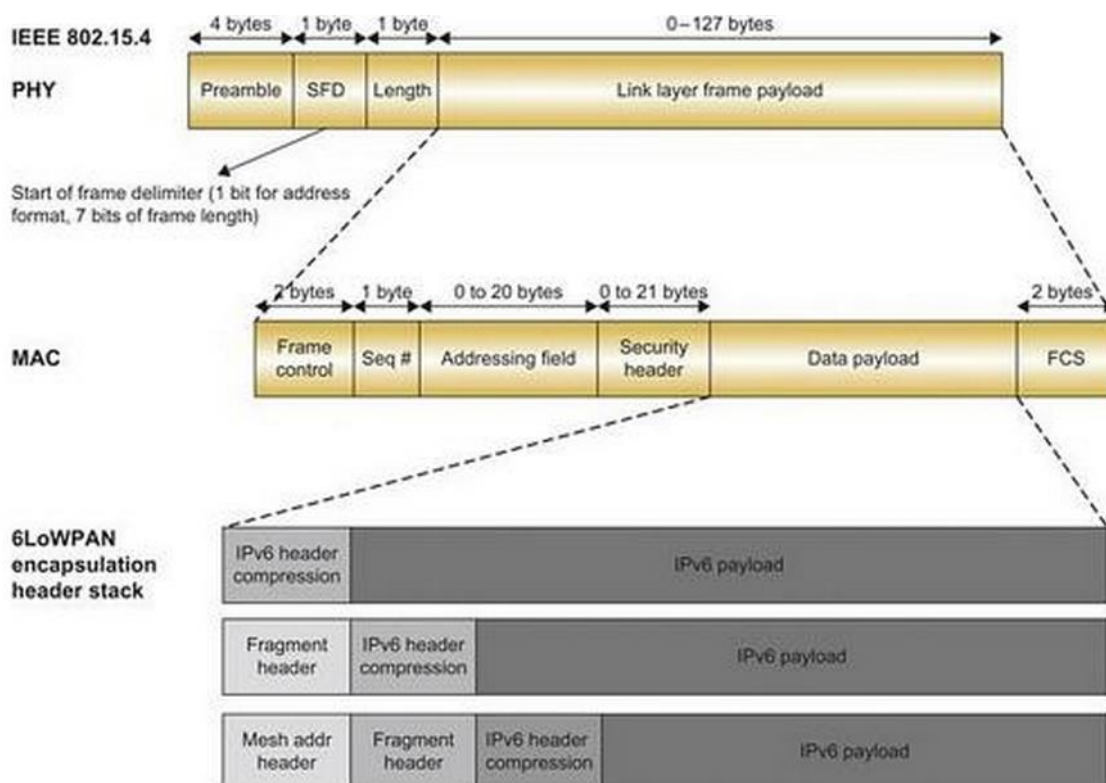 4 bytes 1 byte 1 byte 0–127 bytes
IEEE 802.15.4
PHY
Preamble SFD Length Link layer frame payload
Start of frame delimiter (1 bit for address
format, 7 bits of frame length)
2 bytes 1 byte 0 to 20 bytes 0 to 21 bytes 2 bytes
MAC
Frame
control
Seq #
Addressing field
Security
header
Data payload
FCS
6LoWPAN
encapsulation
header stack
IPv6 header
compression
IPv6 payload
Fragment
header
IPv6 header
compression
IPv6 payload
Mesh addr
header
Fragment
header
IPv6 header
compression
IPv6 payload